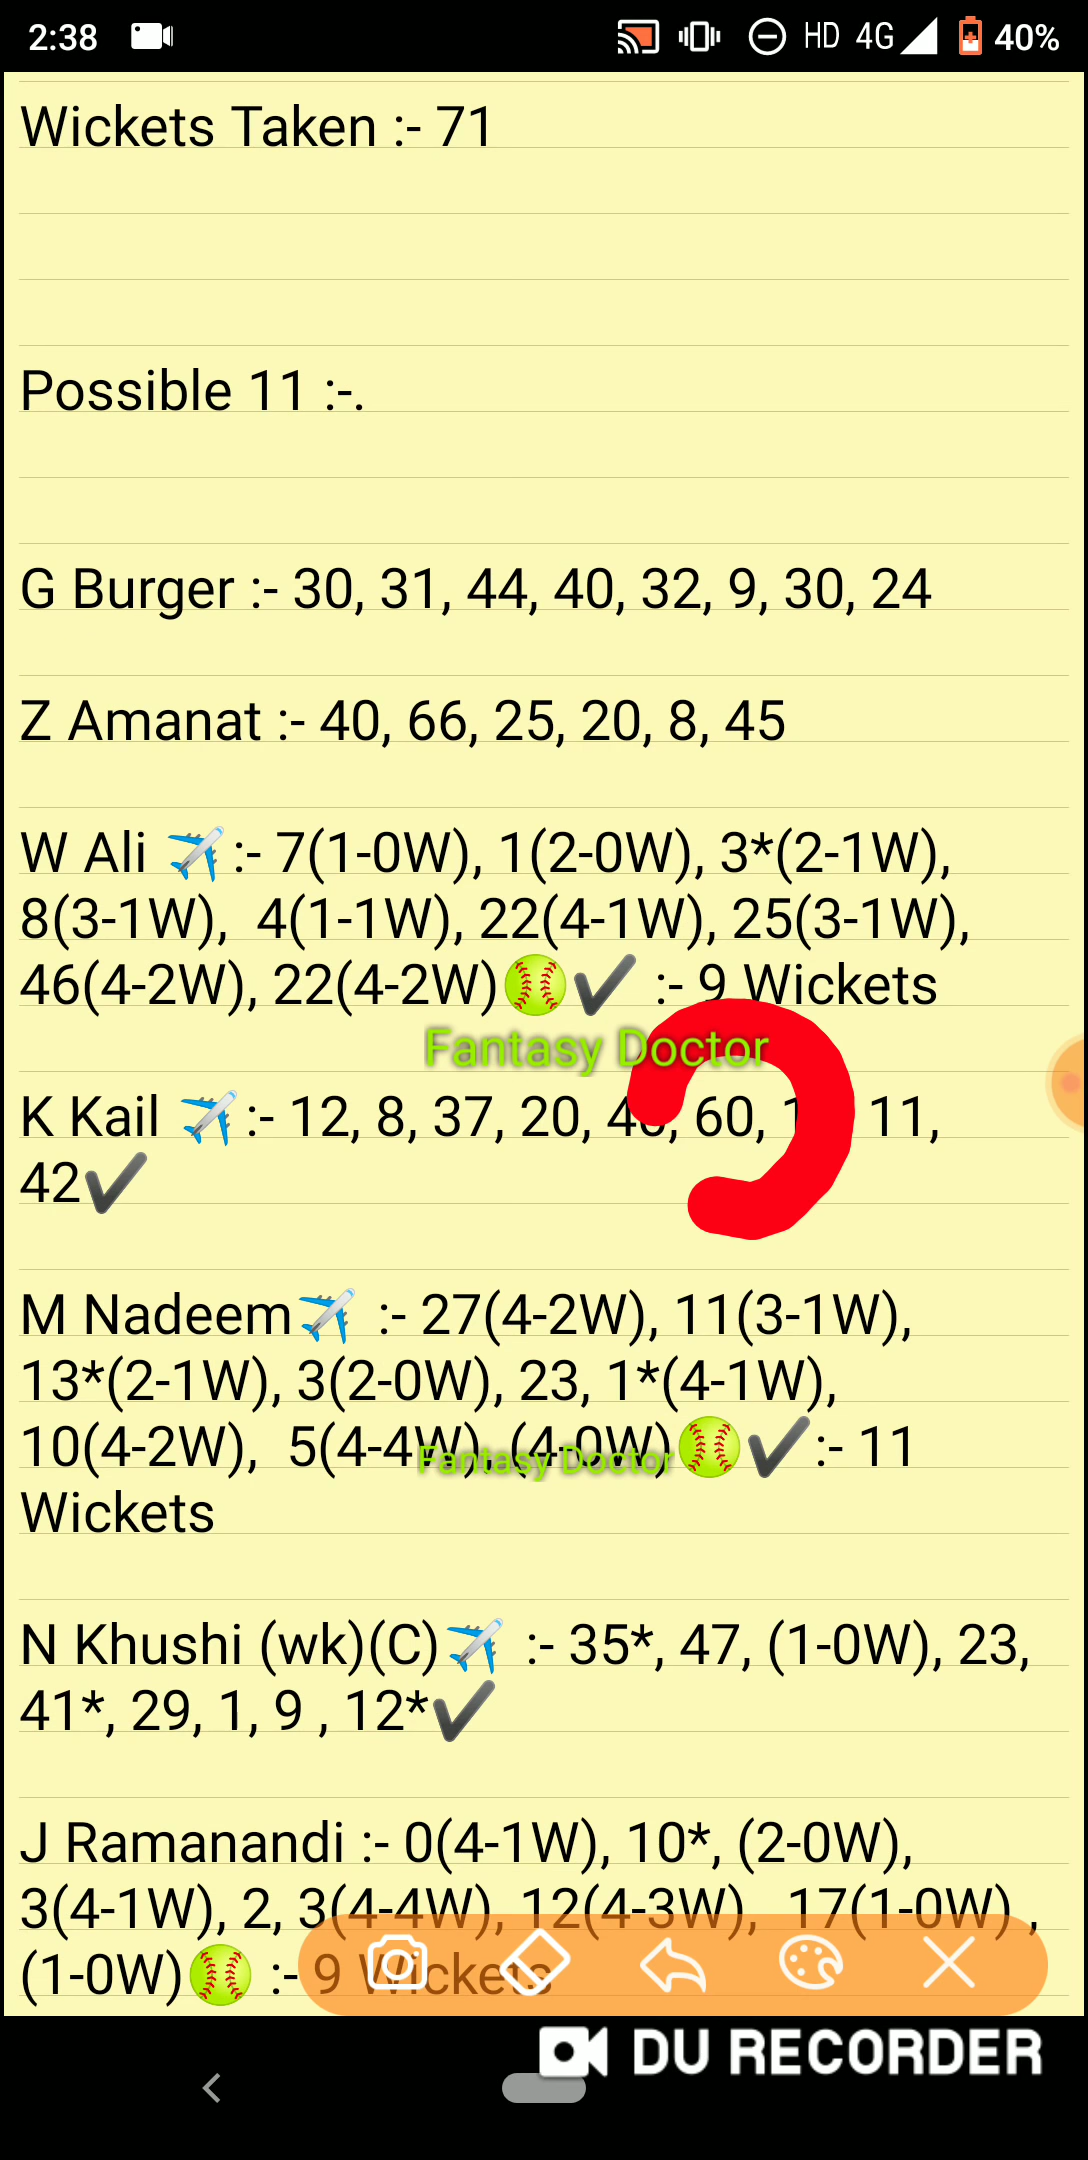 2:38 HD 4G 40%
Wickets Taken :- 71
Possible 11 :-.
G Burger :- 30, 31, 44, 40, 32, 9, 30, 24
Z Amanat :- 40, 66, 25, 20, 8, 45
W Ali ✈️:- 7(1-0W), 1(2-0W), 3*(2-1W),
8(3-1W),  4(1-1W), 22(4-1W), 25(3-1W),
46(4-2W), 22(4-2W)🥎✔️ :- 9 Wickets
Fantasy Doctor
K Kail ✈️:- 12, 8, 37, 20, 60, 11,
42✔️
M Nadeem✈️ :- 27(4-2W), 11(3-1W),
13*(2-1W), 3(2-0W), 23, 1*(4-1W),
10(4-2W),  5(4-4W), (4-0W)🥎✔️:- 11
Fantasy Doctor
Wickets
N Khushi (wk)(C)✈️ :- 35*, 47, (1-0W), 23,
41*, 29, 1, 9 , 12*✔️
J Ramanandi :- 0(4-1W), 10*, (2-0W),
3(4-1W), 2, 3(4-4W), 12(4-3W),  17(1-0W) ,
(1-0W)🥎 :- 9 Wickets
DU RECORDER